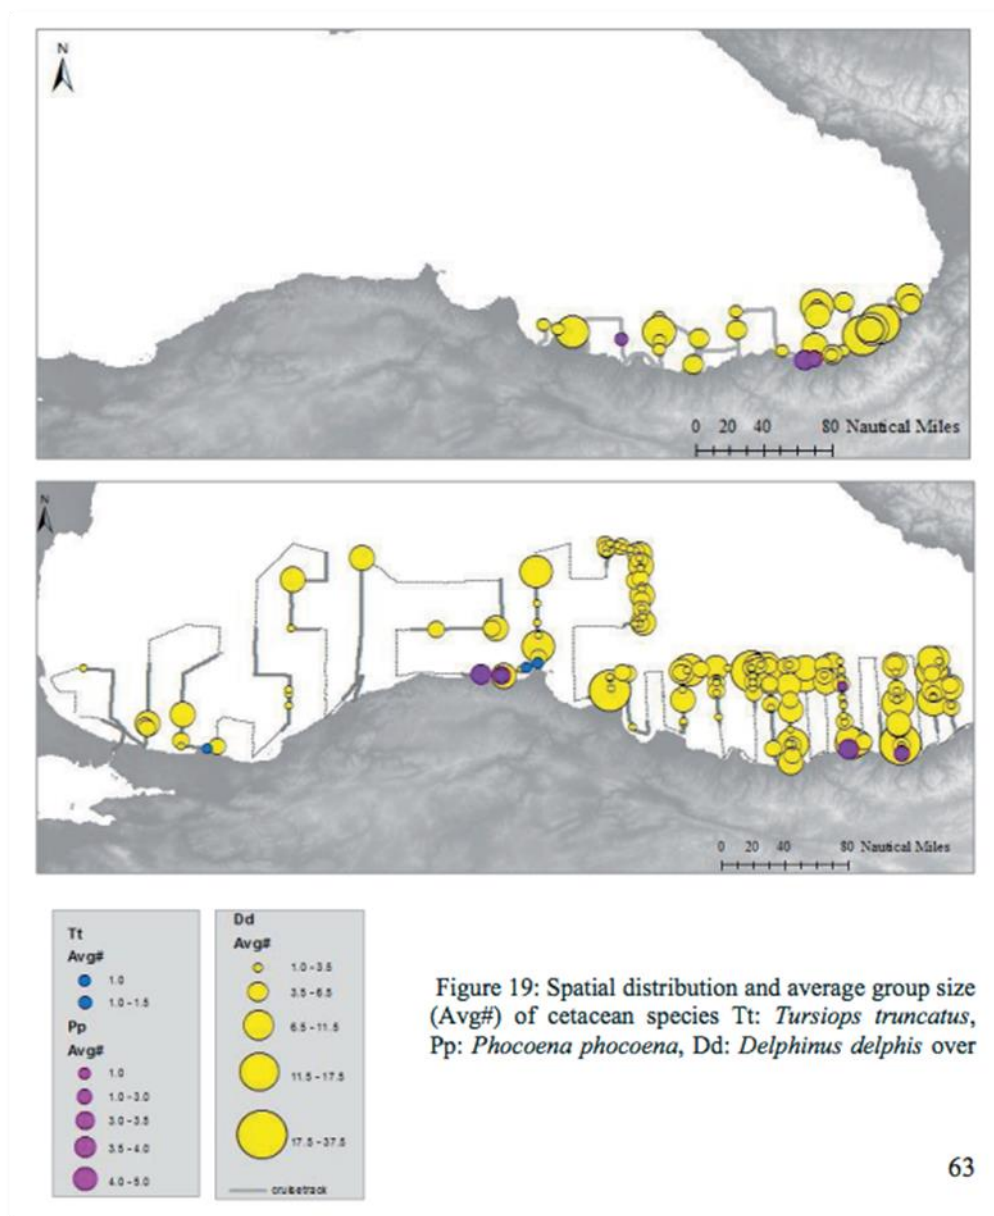 N
0 20 40 80 Nautical Miles
N
0 20 40 80 Nautical Miles
Tt
Avg#
1.0
1.0 - 1.5
Pp
Avg#
1.0
1.0 - 3.0
3.0 - 3.5
3.5 - 4.0
4.0 - 5.0
Dd
Avg#
1.0 - 3.5
3.5 - 6.5
6.5 - 11.5
11.5 - 17.5
17.5 - 37.5
cruisetrack
Figure 19: Spatial distribution and average group size
(Avg#) of cetacean species Tt: Tursiops truncatus,
Pp: Phocoena phocoena, Dd: Delphinus delphis over
63